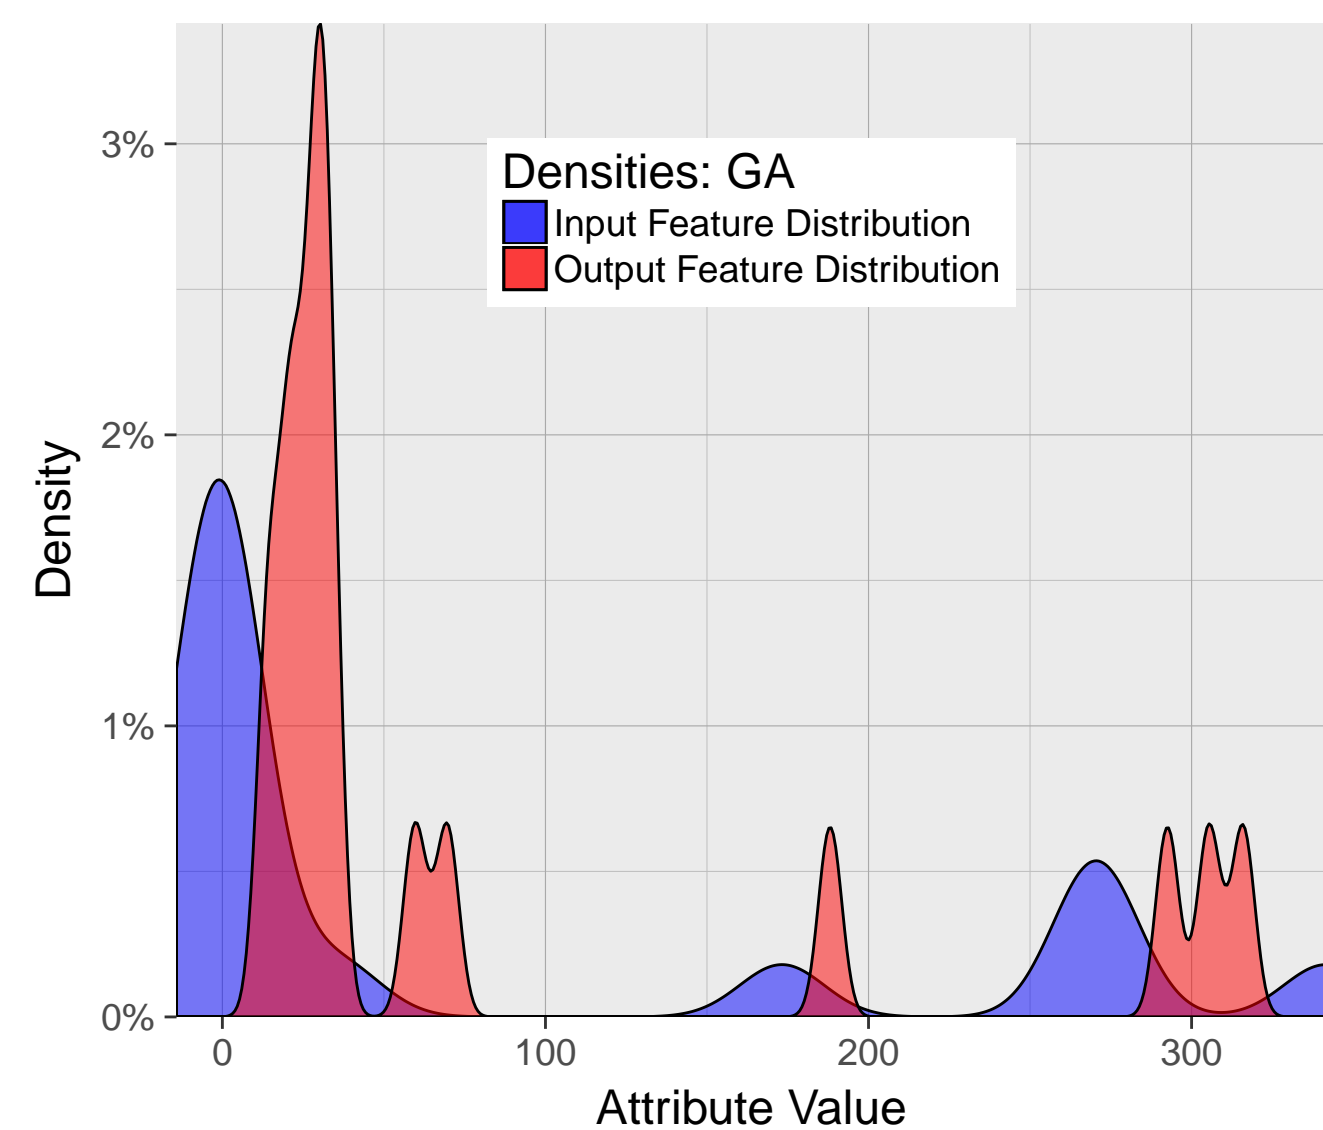 Densities: GA
Input Feature Distribution
Output Feature Distribution
3%
2%
1%
0%
Density
0
100
200
300
Attribute Value